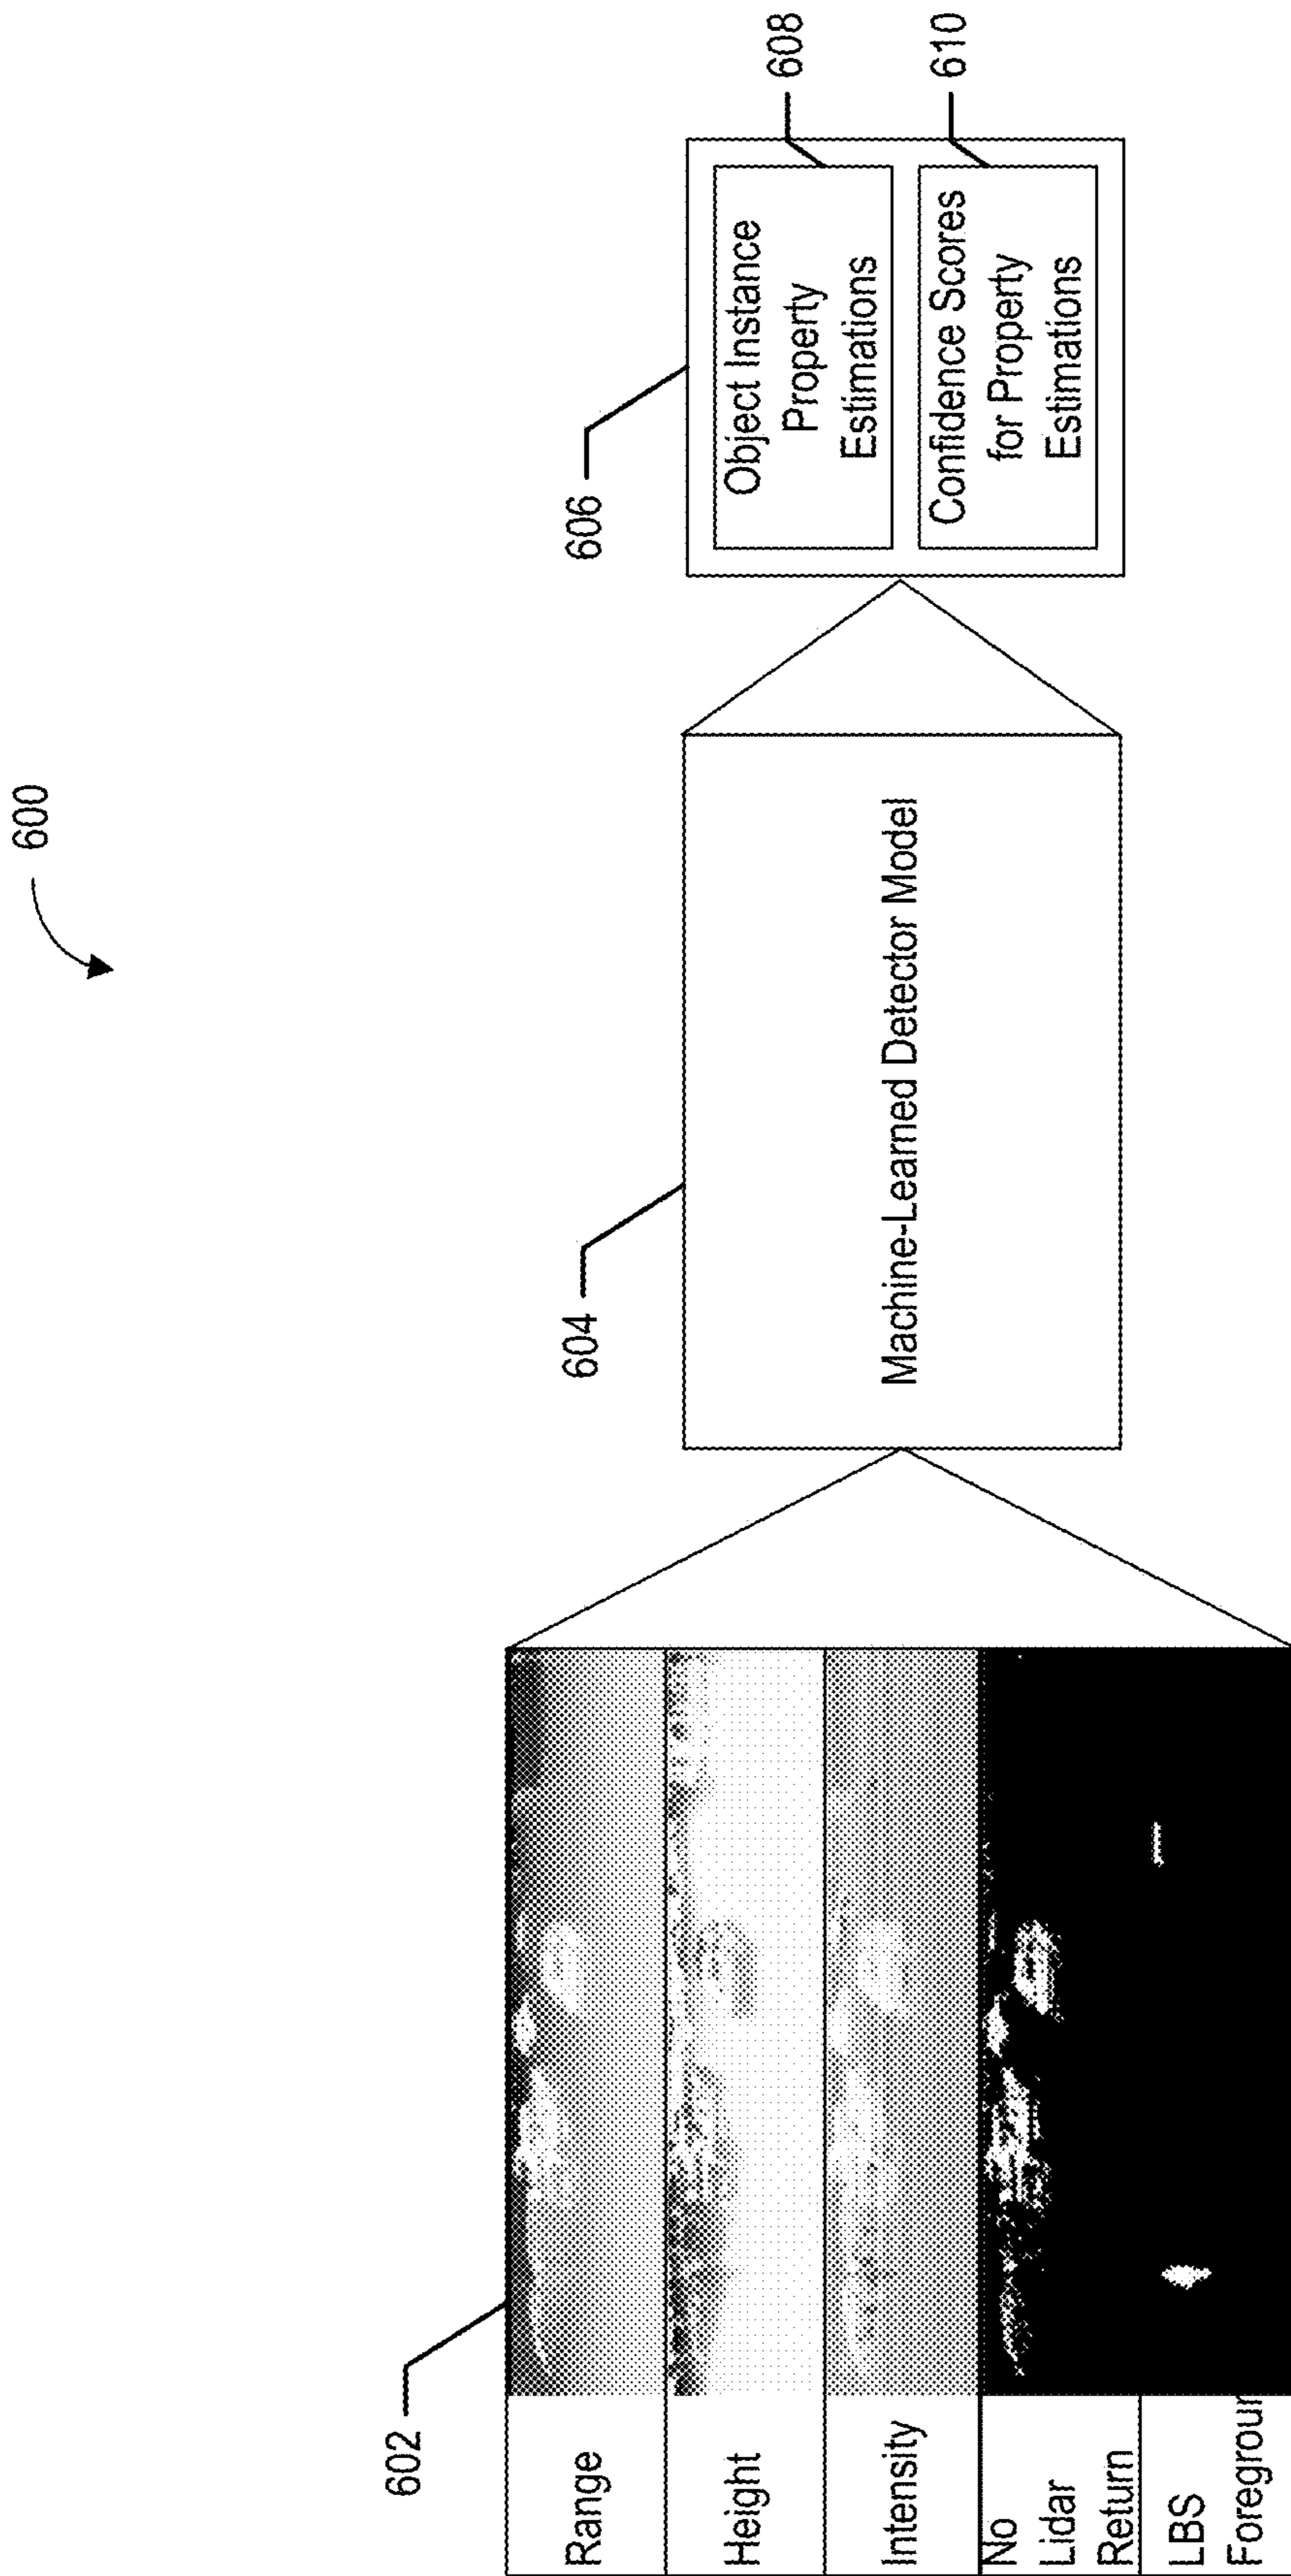 600
602
Range
Height
Intensity
No
Lidar
Return
LBS
604
Machine-Learned Detector Model
606
Object Instance
Property
Estimations
608
Confidence Scores
for Property
Estimations
610